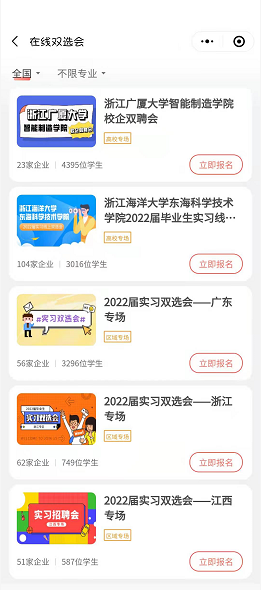 在线双选会
全国
不限专业
浙江广厦大学
智能制造学院
浙江广厦大学智能制造学院
校企双聘会
高校专场
23家企业
4395位学生
立即报名
浙江海洋大学
东海科学技术学院
浙江海洋大学东海科学技术
学院2022届毕业生实习线…
高校专场
104家企业
3016位学生
立即报名
#实习双选会#
2022届实习双选会——广东
专场
区域专场
56家企业
3296位学生
立即报名
实习双选会
2022届实习双选会——浙江
专场
区域专场
62家企业
749位学生
立即报名
实习招聘会
2022届实习双选会——江西
专场
区域专场
51家企业
587位学生
立即报名